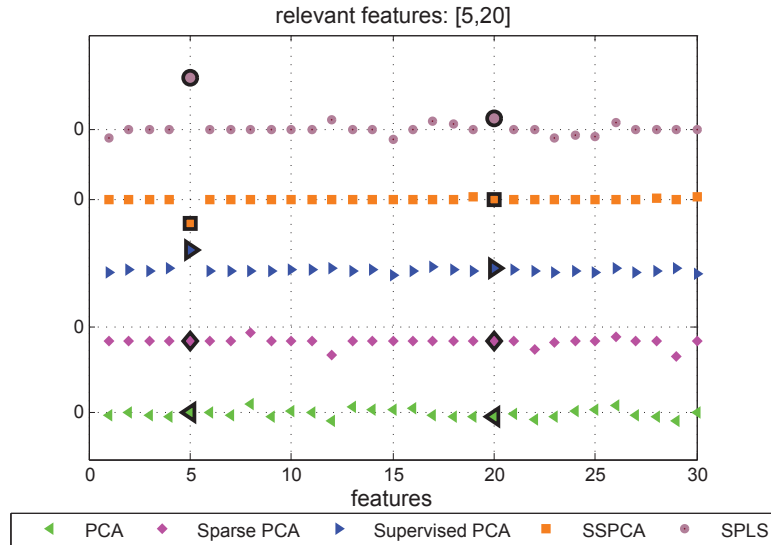 relevant features: [5,20]
0
0
0
0
0 5 10 15 20 25 30
features
PCA Sparse PCA Supervised PCA SSPCA SPLS